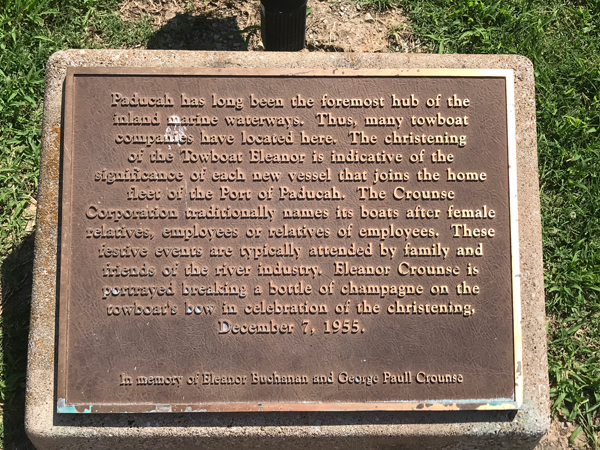 Paducah has long been the foremost hub of the
inland marine waterways. Thus, many towboat
companies have located here. The christening
of the Towboat Eleanor is indicative of the
significance of each new vessel that joins the home
fleet of the Port of Paducah. The Crounse
Corporation traditionally names its boats after female
relatives, employees or relatives of employees. These
festive events are typically attended by family and
friends of the river industry. Eleanor Crounse is
portrayed breaking a bottle of champagne on the
towboat's bow in celebration of the christening,
December 7, 1955.
In memory of Eleanor Buchanan and George Paull Crounse